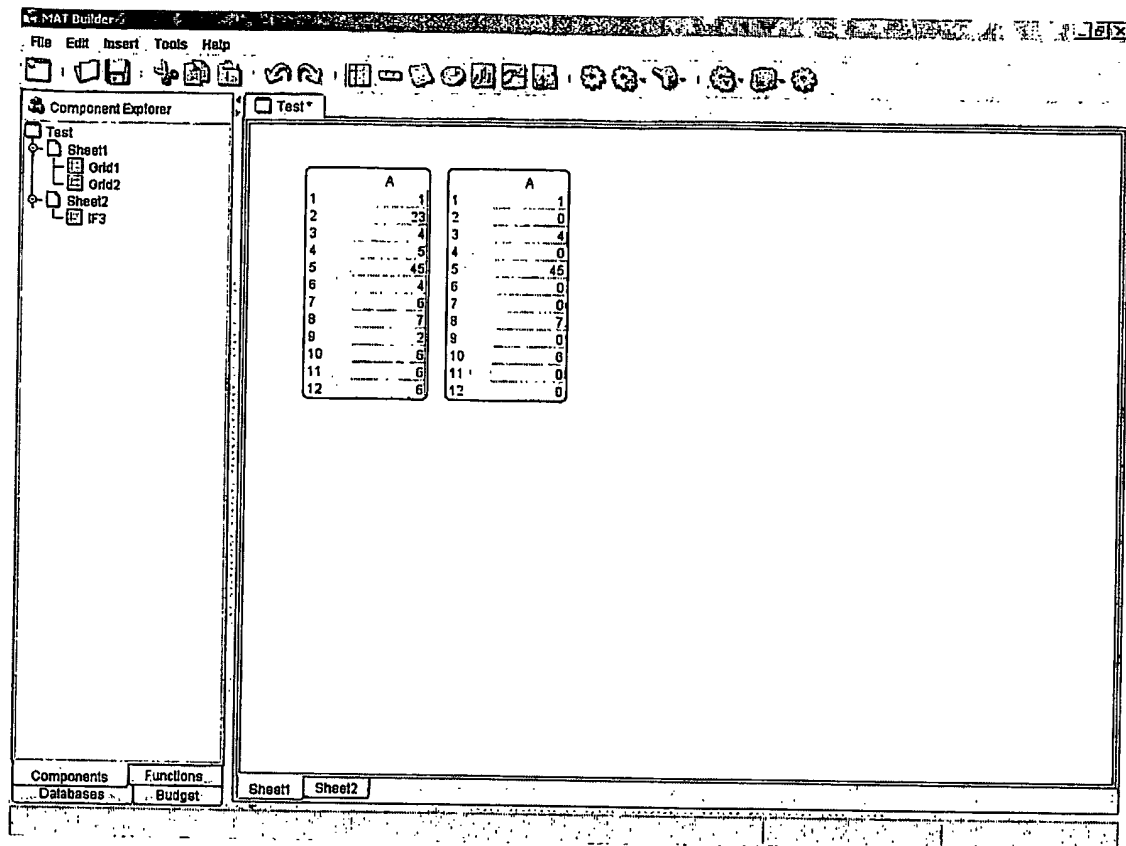 MAT Builder
File Edit Insert Tools Help
Component Explorer
Test*
Test
Sheet1
Grid1
Grid2
Sheet2
IF3
A
1 1
2 23
3 4
4 5
5 45
6 4
7 6
8 7
9 2
10 6
11 6
12 6
A
1 1
2 0
3 4
4 0
5 45
6 0
7 0
8 7
9 0
10 6
11 0
12 0
Components Functions
Databases Budget
Sheet1 Sheet2